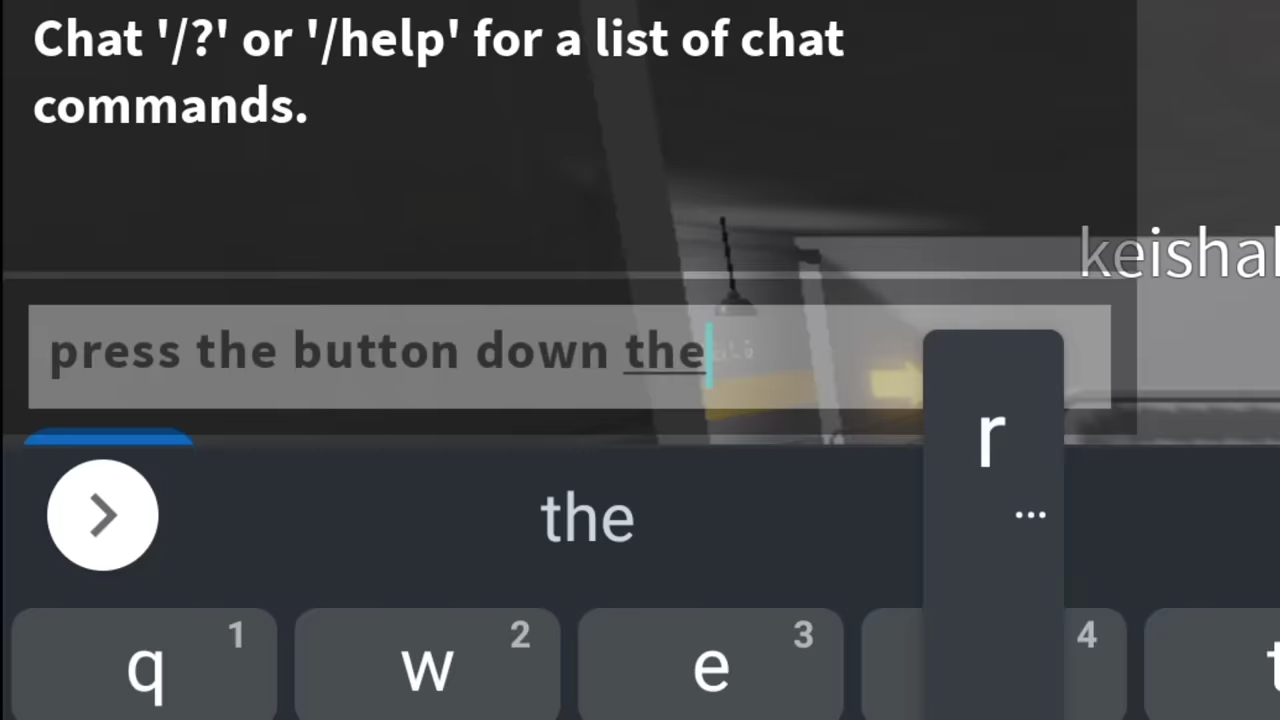 Chat '/?' or '/help' for a list of chat
commands.
keishal
press the button down the
r
...
the
q 1
w 2
e 3
4
t